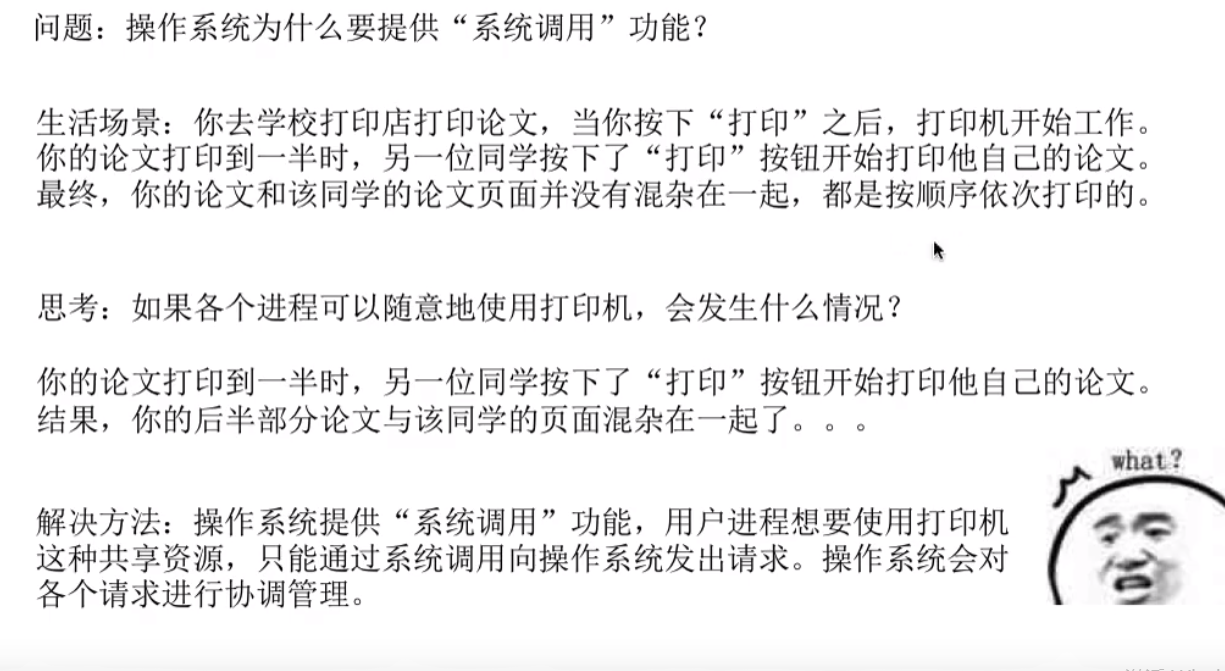 问题：操作系统为什么要提供“系统调用”功能？
生活场景：你去学校打印店打印论文，当你按下“打印”之后，打印机开始工作。
你的论文打印到一半时，另一位同学按下了“打印”按钮开始打印他自己的论文。
最终，你的论文和该同学的论文页面并没有混杂在一起，都是按顺序依次打印的。
思考：如果各个进程可以随意地使用打印机，会发生什么情况？
你的论文打印到一半时，另一位同学按下了“打印”按钮开始打印他自己的论文。
结果，你的后半部分论文与该同学的页面混杂在一起了。。。
what?
解决方法：操作系统提供“系统调用”功能，用户进程想要使用打印机
这种共享资源，只能通过系统调用向操作系统发出请求。操作系统会对
各个请求进行协调管理。